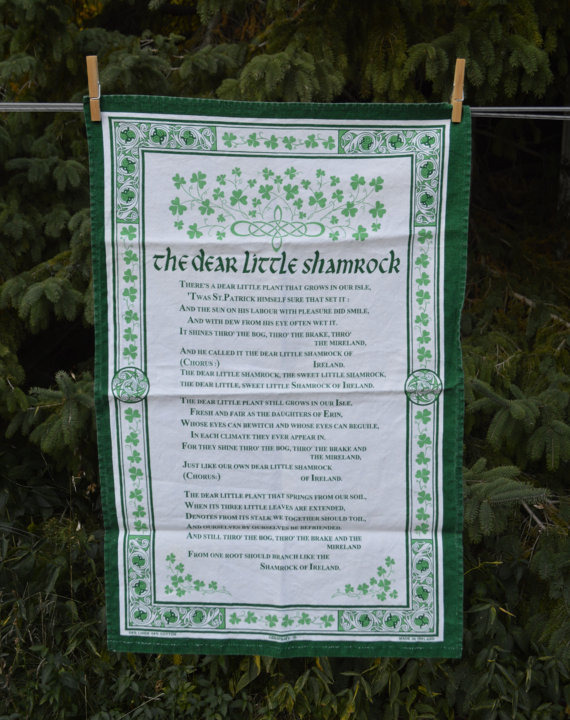 the dear little shamrock
There's a dear little plant that grows in our isle,
'Twas St.Patrick himself sure that set it :
And the sun on his labour with pleasure did smile,
And with dew from his eye often wet it.
It shines thro' the bog, thro' the brake, thro'
the mireland,
And he called it the dear little shamrock of
(Chorus:) Ireland.
The dear little shamrock, the sweet little shamrock,
the dear little, sweet little Shamrock of Ireland.
The dear little plant still grows in our Isle,
Fresh and fair as the daughters of Erin,
Whose eyes can bewitch and whose eyes can beguile,
In each climate they ever appear in.
For they shine thro' the bog, thro' the brake and
the mireland,
Just like our own dear little shamrock
(Chorus:) of Ireland.
The dear little plant that springs from our soil,
When its three little leaves are extended,
Denotes from its stalk we together should toil,
And ourselves by ourselves be befriended.
And still thro' the bog, thro' the brake and the
mireland
From one root should branch like the
Shamrock of Ireland.
MADE IN IRELAND